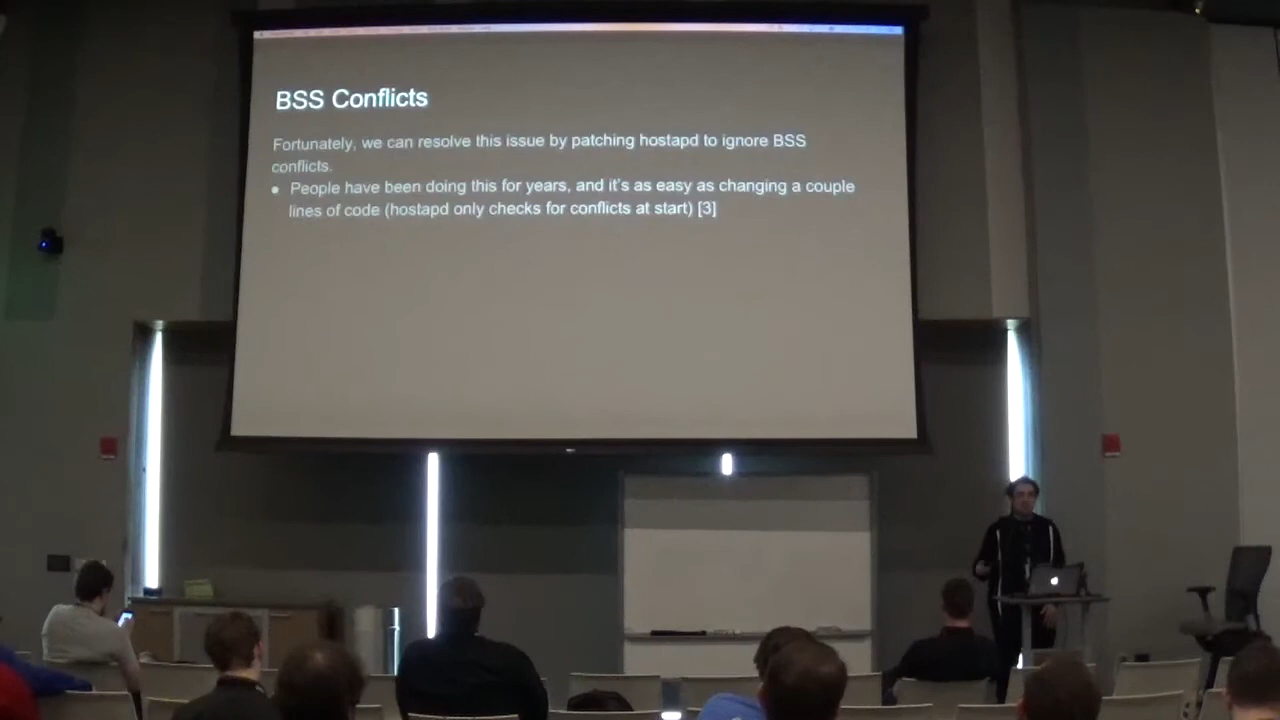 BSS Conflicts
Fortunately, we can resolve this issue by patching hostapd to ignore BSS
conflicts.
● People have been doing this for years, and it's as easy as changing a couple
lines of code (hostapd only checks for conflicts at start) [3]